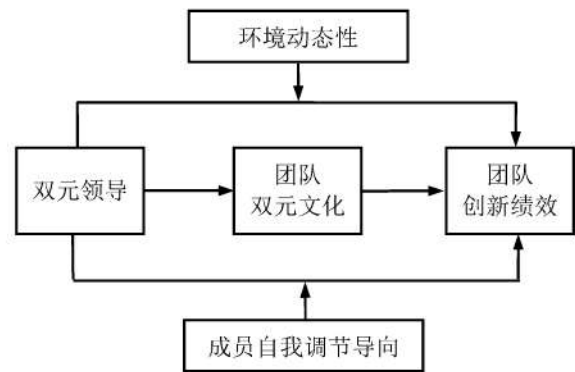 环境动态性
双元领导
团队
双元文化
团队
创新绩效
成员自我调节导向